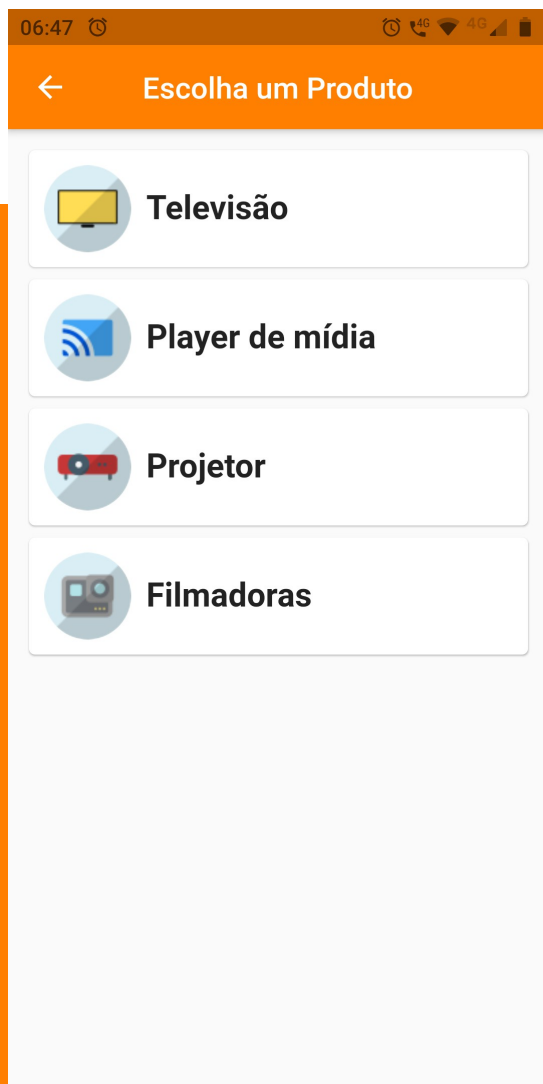 06:47
4G
4G
Escolha um Produto
Televisão
Player de mídia
Projetor
Filmadoras